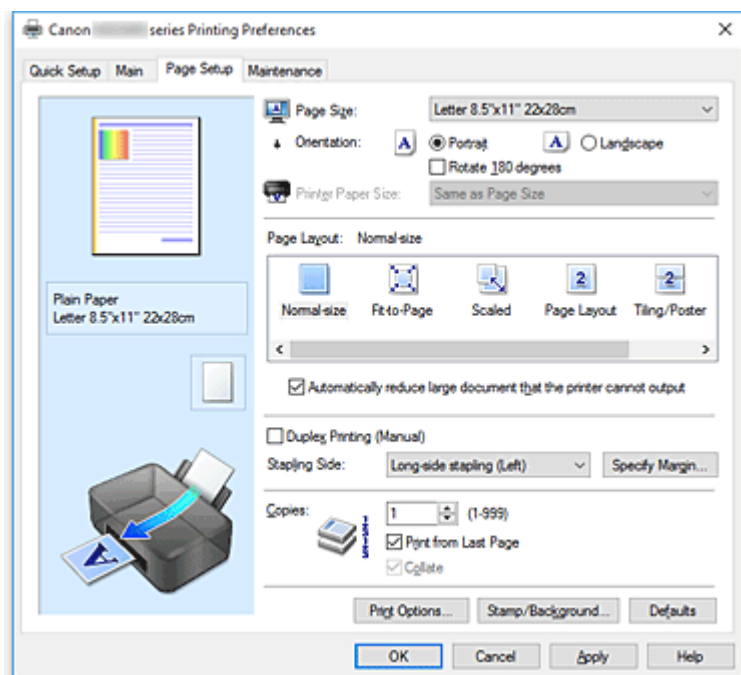 Canon series Printing Preferences
Quick Setup Main Page Setup Maintenance
Page Size: Letter 8.5"x11" 22x28cm
Orientation: A Portrait A Landscape
Rotate 180 degrees
Printer Paper Size: Same as Page Size
Page Layout: Normal-size
2 2
Normal-size Fit-to-Page Scaled Page Layout Tiling/Poster
Plain Paper
Letter 8.5"x11" 22x28cm
Automatically reduce large document that the printer cannot output
Duplex Printing (Manual)
Stapling Side: Long-side stapling (Left) Specify Margin...
Copies: 1 (1-999)
Print from Last Page
Collate
A
Print Options... Stamp/Background... Defaults
OK Cancel Apply Help